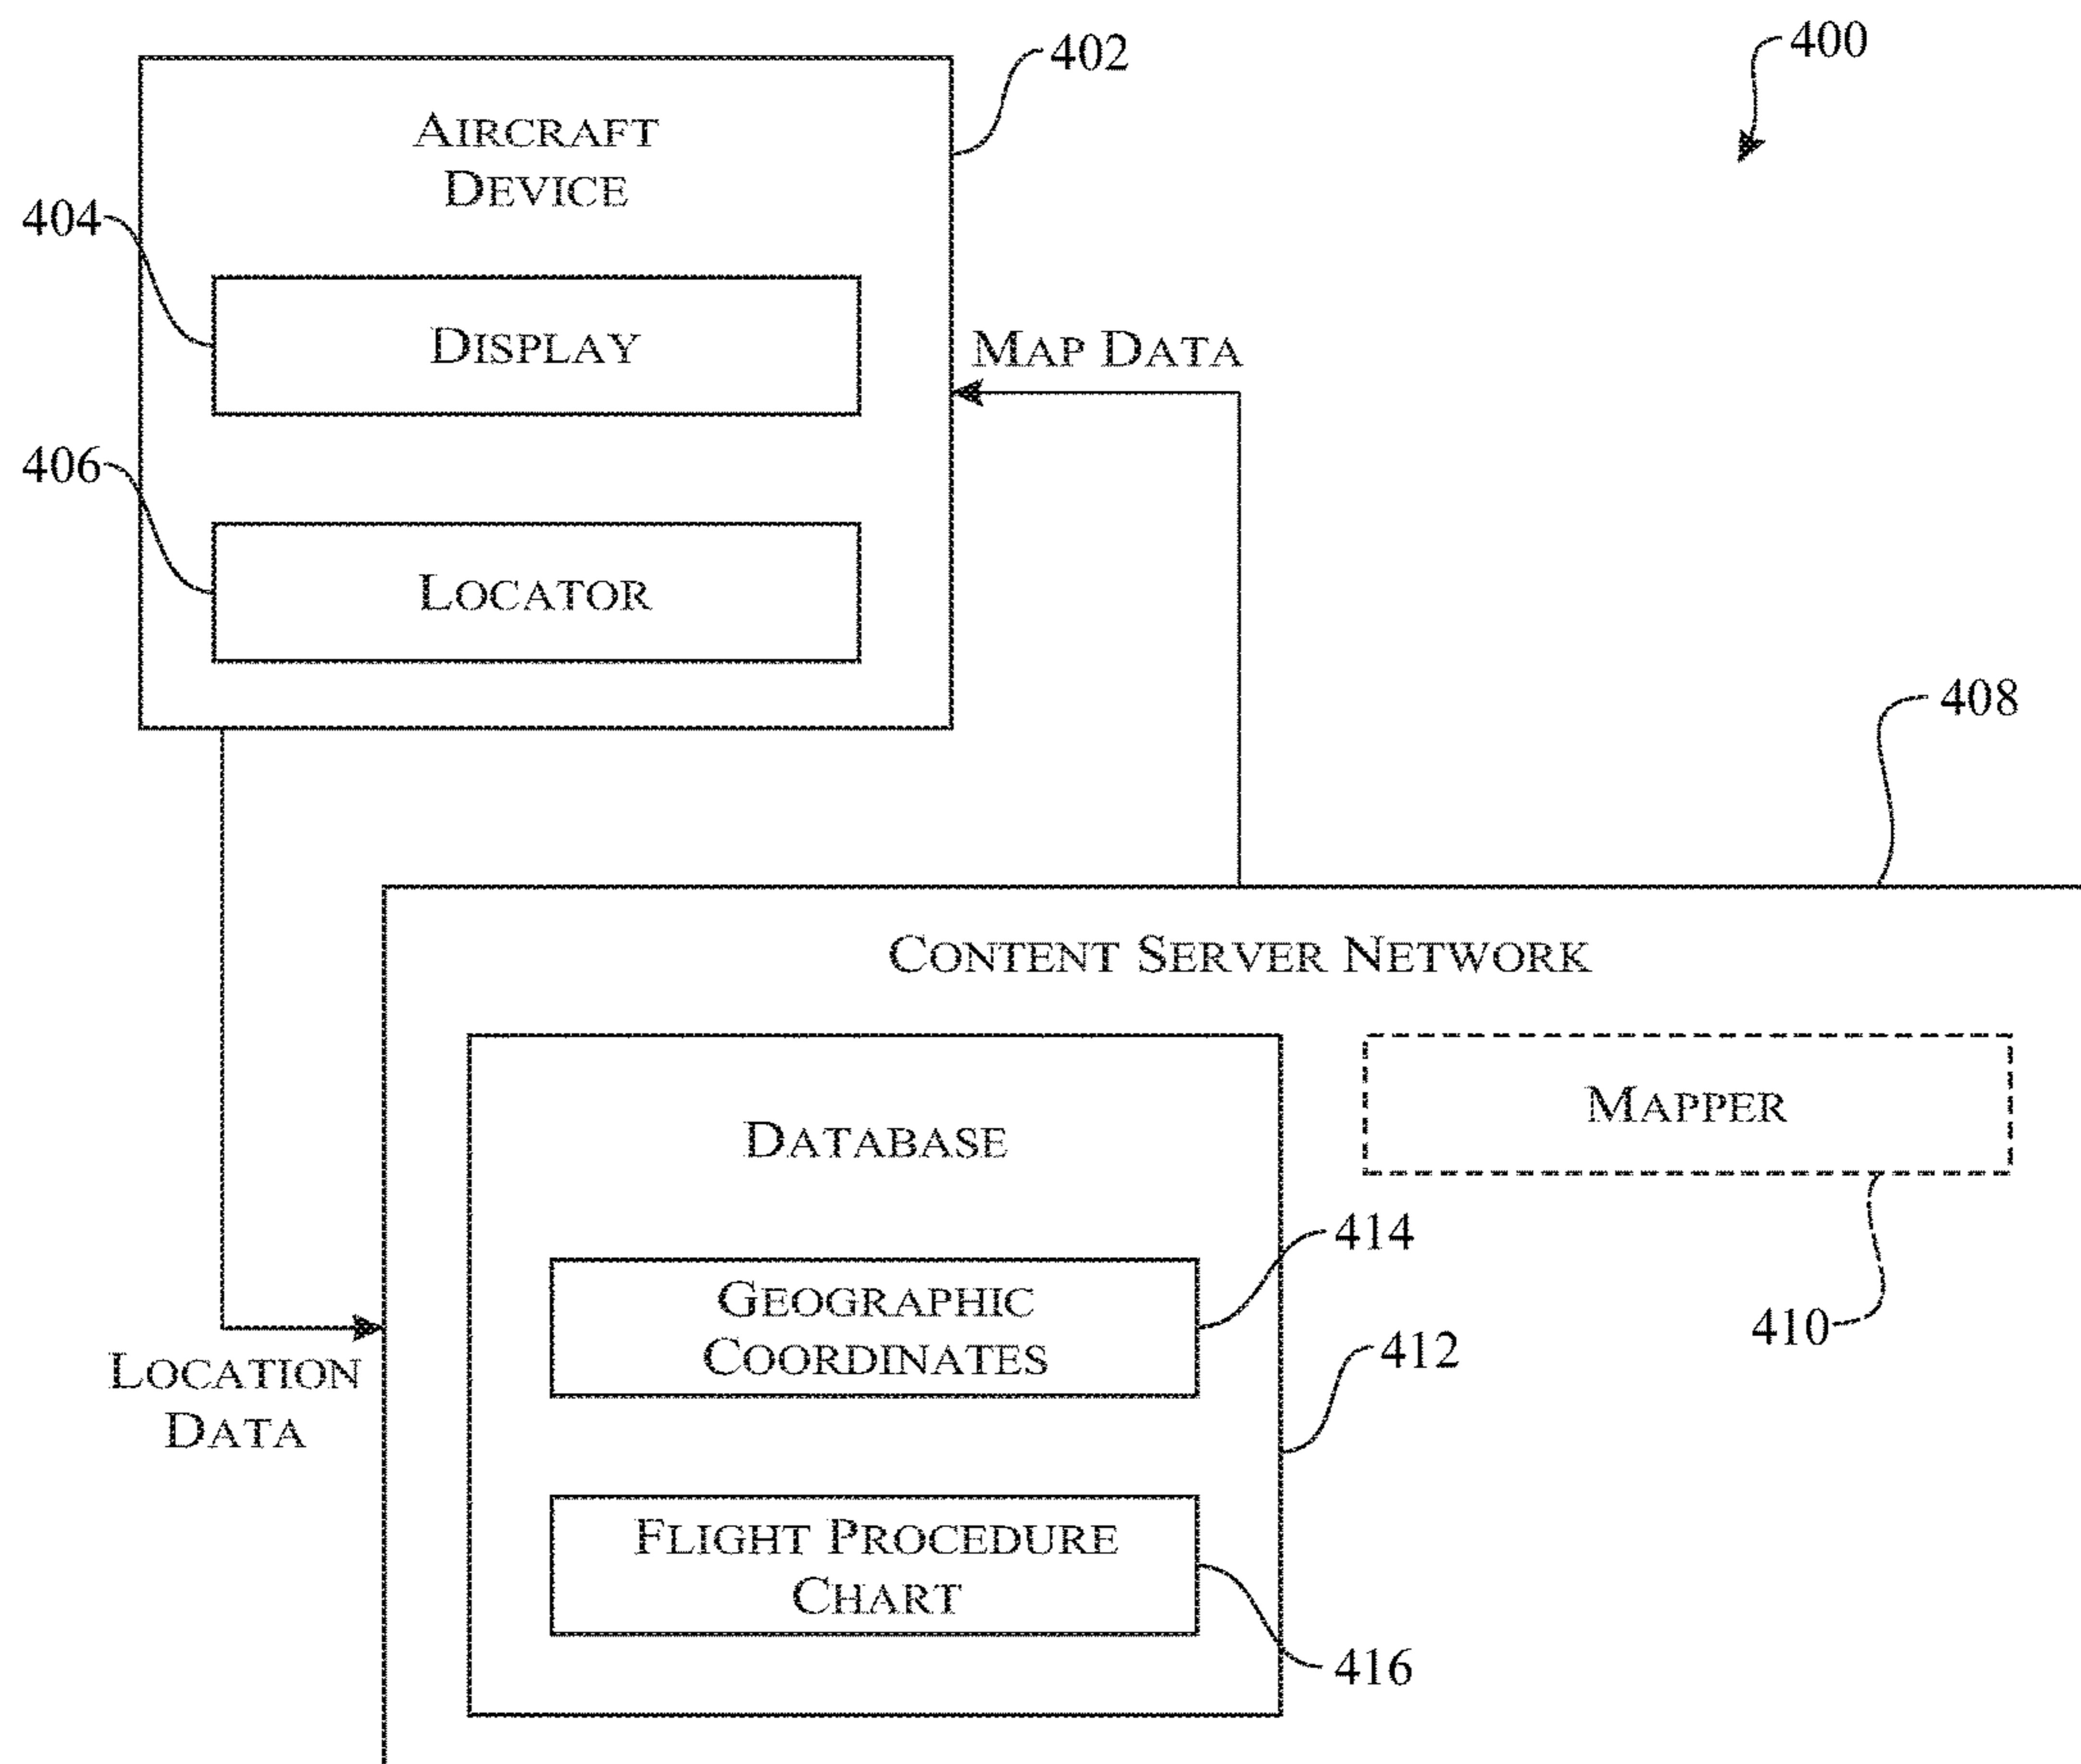 400
402
AIRCRAFT
DEVICE
404
DISPLAY
MAP DATA
406
LOCATOR
408
CONTENT SERVER NETWORK
MAPPER
DATABASE
414
GEOGRAPHIC
COORDINATES
410
412
LOCATION
DATA
FLIGHT PROCEDURE
CHART
416